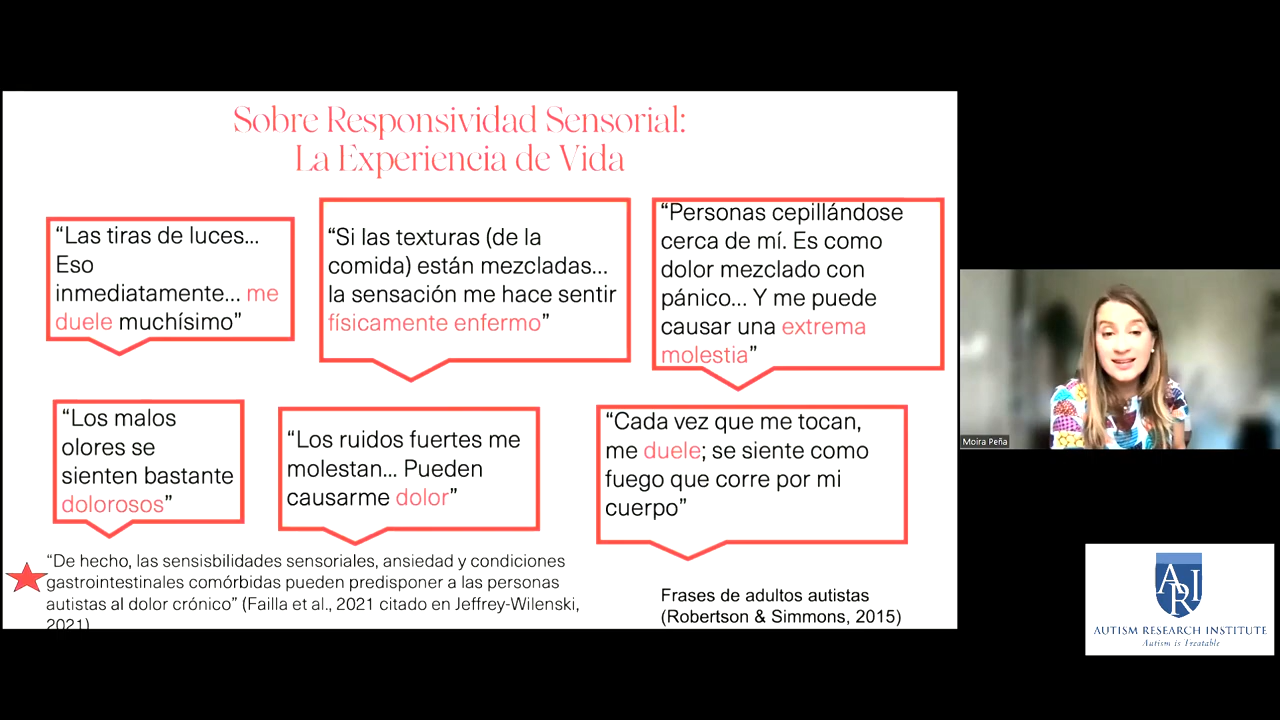 Sobre Responsividad Sensorial:
La Experiencia de Vida
“Las tiras de luces...
Eso
inmediatamente... me
duele muchísimo”
“Si las texturas (de la
comida) están mezcladas...
la sensación me hace sentir
físicamente enfermo”
“Personas cepillándose
cerca de mí. Es como
dolor mezclado con
pánico... Y me puede
causar una extrema
molestia”
“Los malos
olores se
sienten bastante
dolorosos”
“Los ruidos fuertes me
molestan... Pueden
causarme dolor”
“Cada vez que me tocan,
me duele; se siente como
fuego que corre por mi
cuerpo”
“De hecho, las sensisbilidades sensoriales, ansiedad y condiciones
gastrointestinales comórbidas pueden predisponer a las personas
autistas al dolor crónico” (Failla et al., 2021 citado en Jeffrey-Wilenski,
2021)
Frases de adultos autistas
(Robertson & Simmons, 2015)
Moira Peña
ARI
AUTISM RESEARCH INSTITUTE
Autism is Treatable